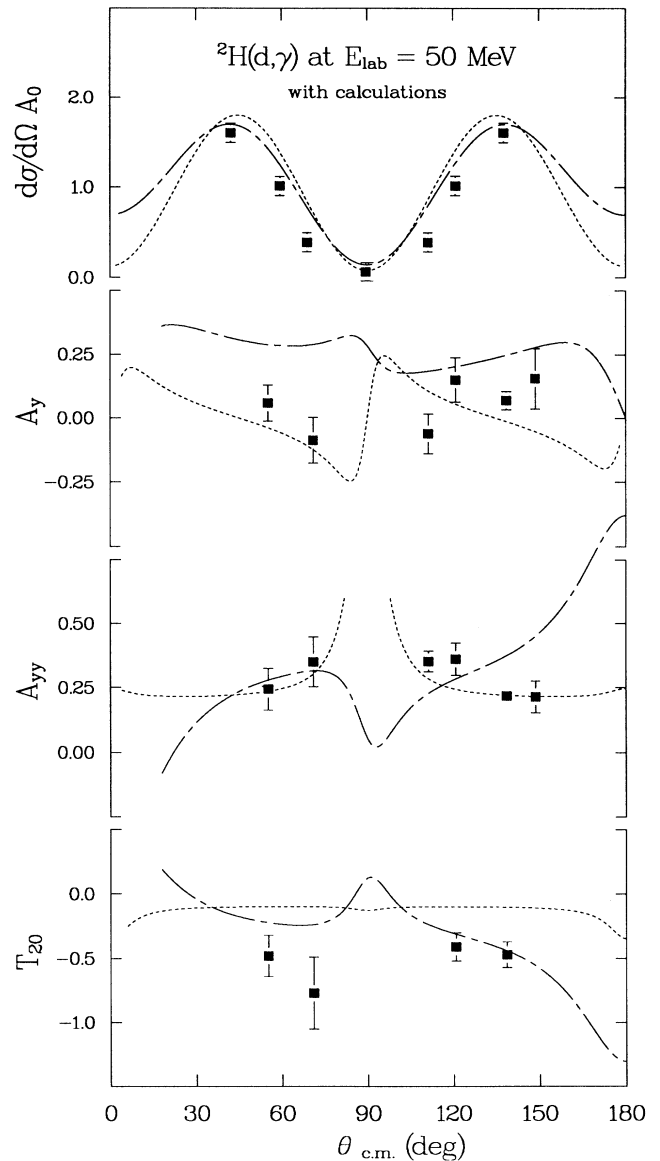 ²H(d,γ) at E_lab = 50 MeV
with calculations
dσ/dΩ A₀
2.0
1.0
0.0
A_y
0.25
0.00
−0.25
A_yy
0.50
0.25
0.00
T₂₀
0.0
−0.5
−1.0
0 30 60 90 120 150 180
θ c.m. (deg)